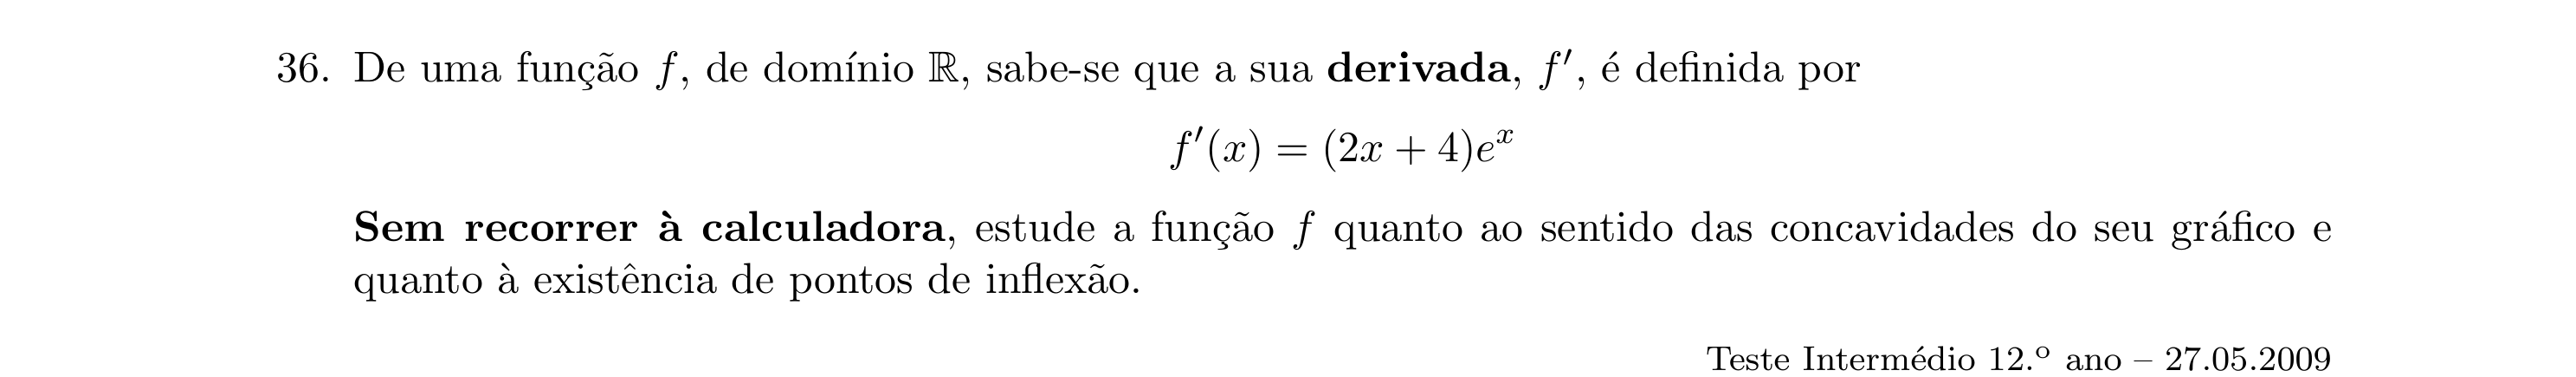 36. De uma função f, de domínio ℝ, sabe-se que a sua derivada, f′, é definida por
f′(x) = (2x + 4)eˣ
Sem recorrer à calculadora, estude a função f quanto ao sentido das concavidades do seu gráfico e
quanto à existência de pontos de inflexão.
Teste Intermédio 12.º ano – 27.05.2009